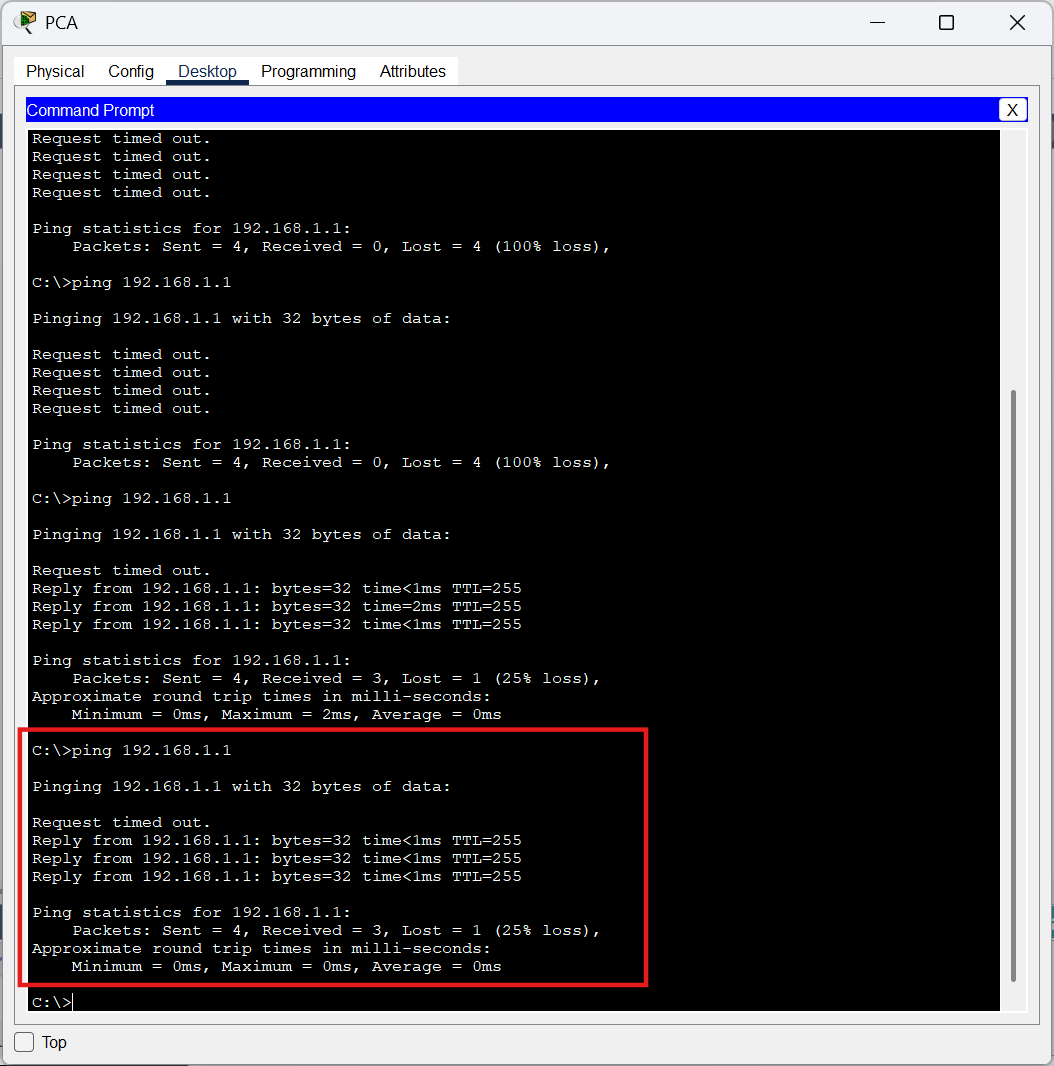 PCA
Physical Config Desktop Programming Attributes
Command Prompt X
Request timed out.
Request timed out.
Request timed out.
Request timed out.
Ping statistics for 192.168.1.1:
Packets: Sent = 4, Received = 0, Lost = 4 (100% loss),
C:\>ping 192.168.1.1
Pinging 192.168.1.1 with 32 bytes of data:
Request timed out.
Request timed out.
Request timed out.
Request timed out.
Ping statistics for 192.168.1.1:
Packets: Sent = 4, Received = 0, Lost = 4 (100% loss),
C:\>ping 192.168.1.1
Pinging 192.168.1.1 with 32 bytes of data:
Request timed out.
Reply from 192.168.1.1: bytes=32 time<1ms TTL=255
Reply from 192.168.1.1: bytes=32 time=2ms TTL=255
Reply from 192.168.1.1: bytes=32 time<1ms TTL=255
Ping statistics for 192.168.1.1:
Packets: Sent = 4, Received = 3, Lost = 1 (25% loss),
Approximate round trip times in milli-seconds:
Minimum = 0ms, Maximum = 2ms, Average = 0ms
C:\>ping 192.168.1.1
Pinging 192.168.1.1 with 32 bytes of data:
Request timed out.
Reply from 192.168.1.1: bytes=32 time<1ms TTL=255
Reply from 192.168.1.1: bytes=32 time<1ms TTL=255
Reply from 192.168.1.1: bytes=32 time<1ms TTL=255
Ping statistics for 192.168.1.1:
Packets: Sent = 4, Received = 3, Lost = 1 (25% loss),
Approximate round trip times in milli-seconds:
Minimum = 0ms, Maximum = 0ms, Average = 0ms
C:\>
Top